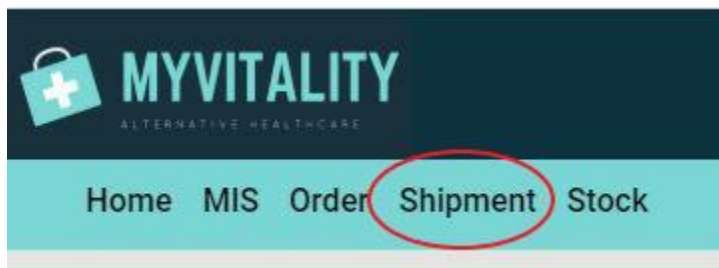 MYVITALITY
ALTERNATIVE HEALTHCARE
Home MIS Order Shipment Stock